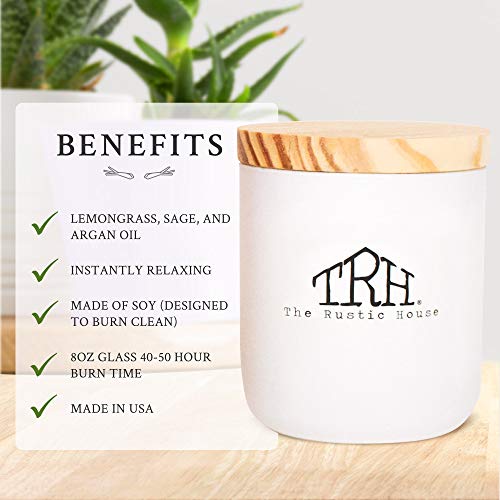 BENEFITS
LEMONGRASS, SAGE, AND
ARGAN OIL
INSTANTLY RELAXING
MADE OF SOY (DESIGNED
TO BURN CLEAN)
8OZ GLASS 40-50 HOUR
BURN TIME
MADE IN USA
TRH®
The Rustic House